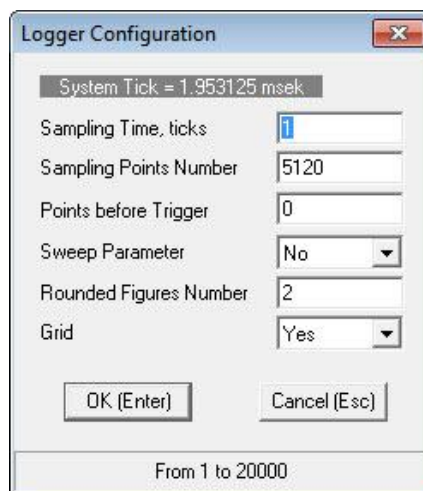 Logger Configuration
System Tick = 1.953125 msek
Sampling Time, ticks 1
Sampling Points Number 5120
Points before Trigger 0
Sweep Parameter No
Rounded Figures Number 2
Grid Yes
OK (Enter) Cancel (Esc)
From 1 to 20000